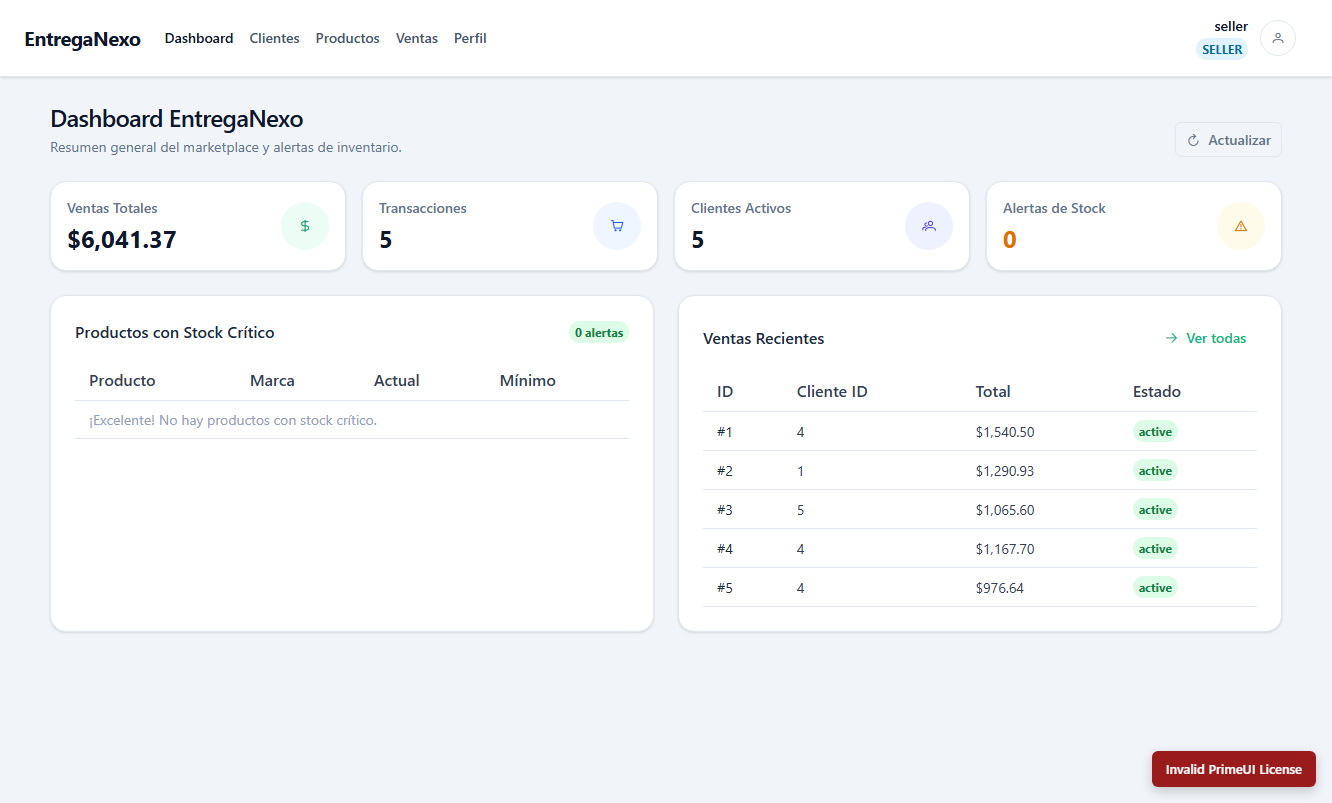 EntregaNexo Dashboard Clientes Productos Ventas Perfil
seller
SELLER
Dashboard EntregaNexo
Resumen general del marketplace y alertas de inventario.
Actualizar
Ventas Totales
$6,041.37
Transacciones
5
Clientes Activos
5
Alertas de Stock
0
Productos con Stock Crítico
0 alertas
Producto Marca Actual Mínimo
¡Excelente! No hay productos con stock crítico.
Ventas Recientes
Ver todas
ID Cliente ID Total Estado
#1 4 $1,540.50 active
#2 1 $1,290.93 active
#3 5 $1,065.60 active
#4 4 $1,167.70 active
#5 4 $976.64 active
Invalid PrimeUI License